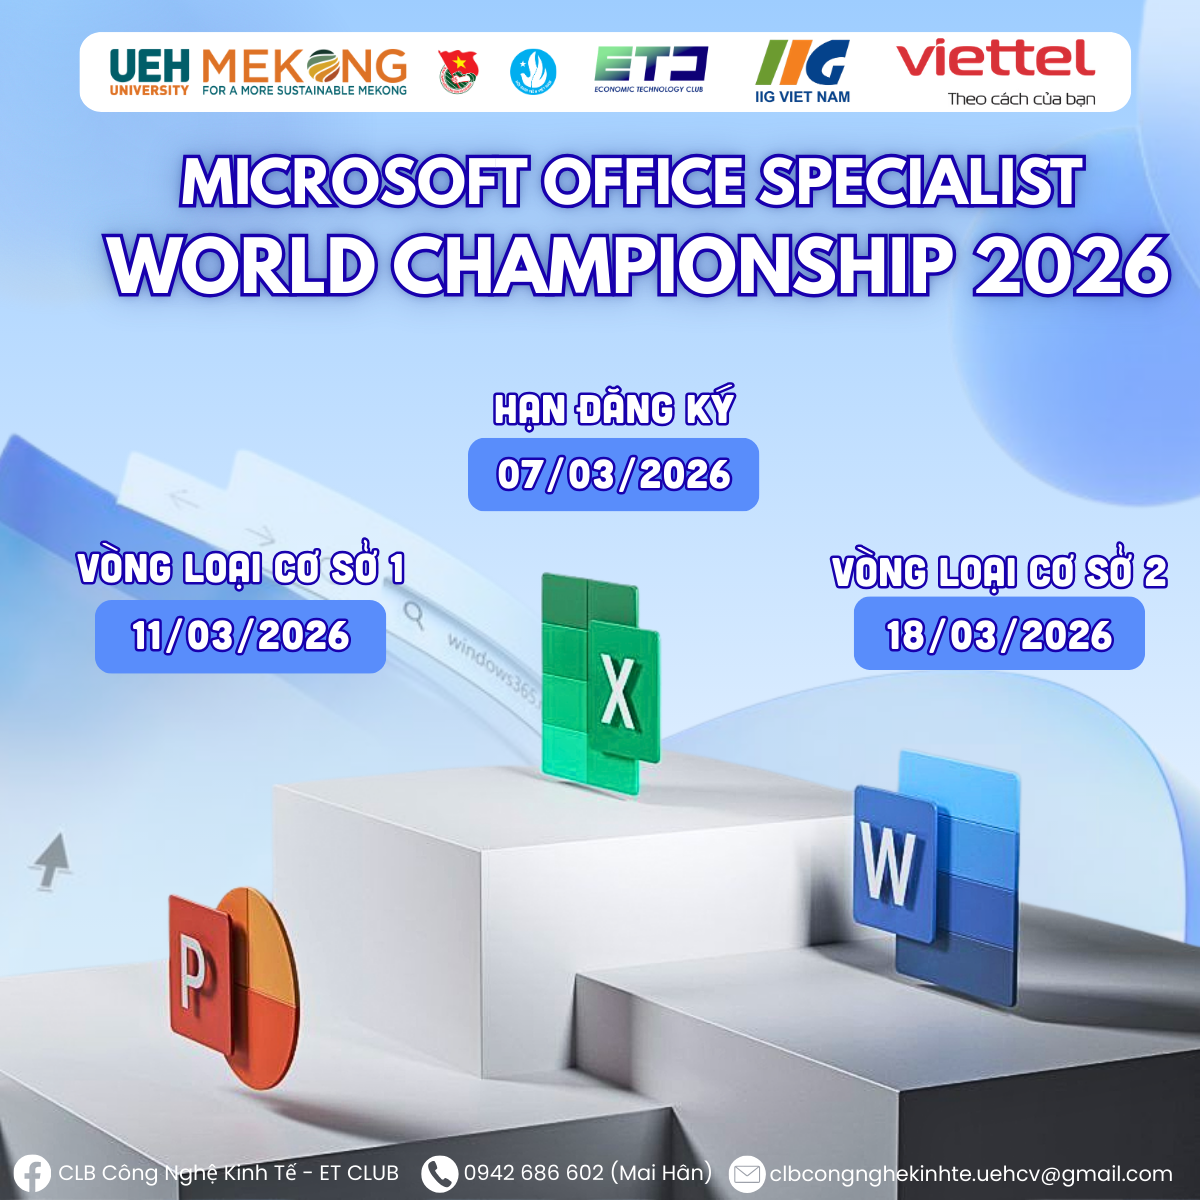 UEH MEKONG
UNIVERSITY FOR A MORE SUSTAINABLE MEKONG
ETC
ECONOMIC TECHNOLOGY CLUB
IIG
IIG VIET NAM
viettel
Theo cách của bạn
MICROSOFT OFFICE SPECIALIST
WORLD CHAMPIONSHIP 2026
HẠN ĐĂNG KÝ
07/03/2026
VÒNG LOẠI CƠ SỞ 1
11/03/2026
VÒNG LOẠI CƠ SỞ 2
18/03/2026
windows365.
X
W
P
CLB Công Nghệ Kinh Tế - ET CLUB
0942 686 602 (Mai Hân)
clbcongnghekinhte.uehcv@gmail.com